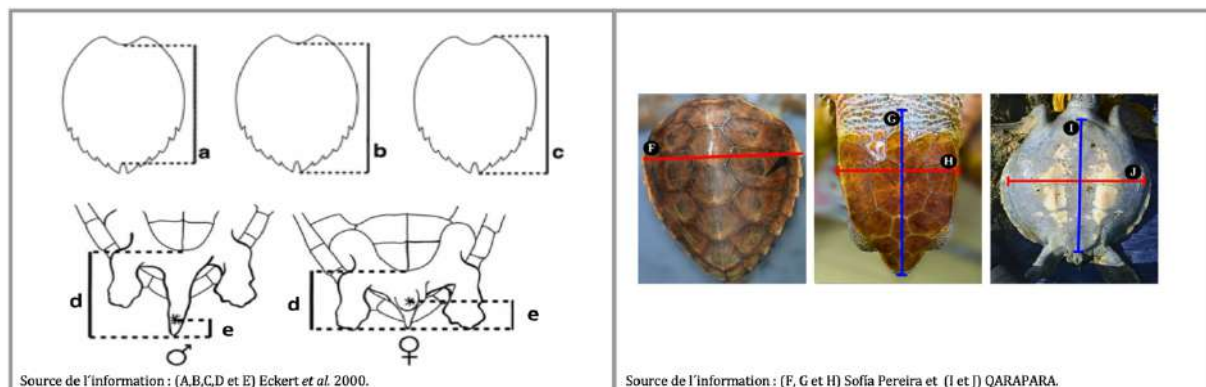 a
b
c
d
e
d
e
♂
♀
Source de l'information : (A,B,C,D et E) Eckert et al. 2000.
F
G
H
I
J
Source de l'information : (F, G et H) Sofía Pereira et (I et J) QARAPARA.